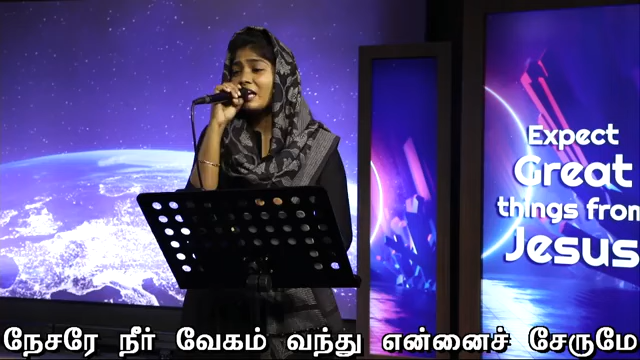 Expect
Great
things from
Jesus
நேசரே நீர் வேகம் வந்து என்னைச் சேருமே